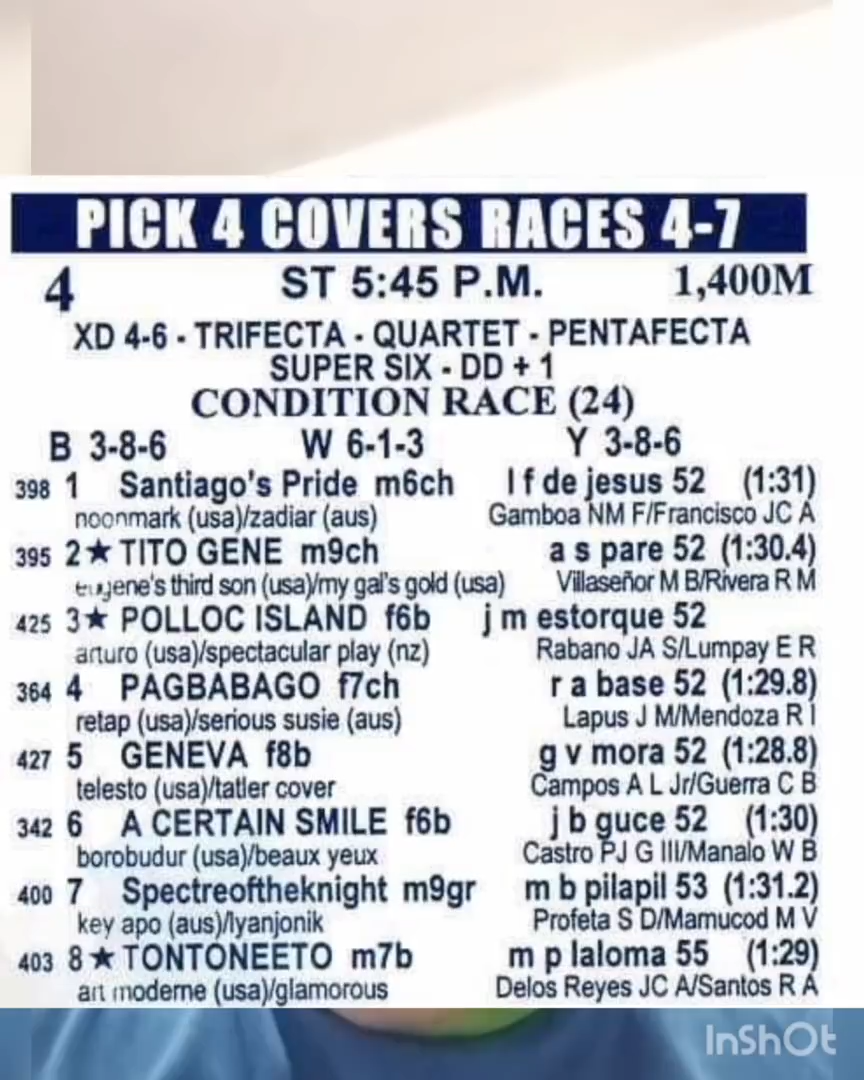 PICK 4 COVERS RACES 4-7
4 ST 5:45 P.M. 1,400M
XD 4-6 - TRIFECTA - QUARTET - PENTAFECTA
SUPER SIX - DD + 1
CONDITION RACE (24)
B 3-8-6 W 6-1-3 Y 3-8-6
398 1 Santiago's Pride m6ch l f de jesus 52 (1:31)
noonmark (usa)/zadiar (aus) Gamboa NM F/Francisco JC A
395 2★ TITO GENE m9ch a s pare 52 (1:30.4)
eugene's third son (usa)/my gal's gold (usa) Villaseñor M B/Rivera R M
425 3★ POLLOC ISLAND f6b j m estorque 52
arturo (usa)/spectacular play (nz) Rabano JA S/Lumpay E R
364 4 PAGBABAGO f7ch r a base 52 (1:29.8)
retap (usa)/serious susie (aus) Lapus J M/Mendoza R I
427 5 GENEVA f8b g v mora 52 (1:28.8)
telesto (usa)/tatler cover Campos A L Jr/Guerra C B
342 6 A CERTAIN SMILE f6b j b guce 52 (1:30)
borobudur (usa)/beaux yeux Castro PJ G III/Manalo W B
400 7 Spectreoftheknight m9gr m b pilapil 53 (1:31.2)
key apo (aus)/lyanjonik Profeta S D/Mamucod M V
403 8★ TONTONEETO m7b m p laloma 55 (1:29)
art moderne (usa)/glamorous Delos Reyes JC A/Santos R A
InShOt